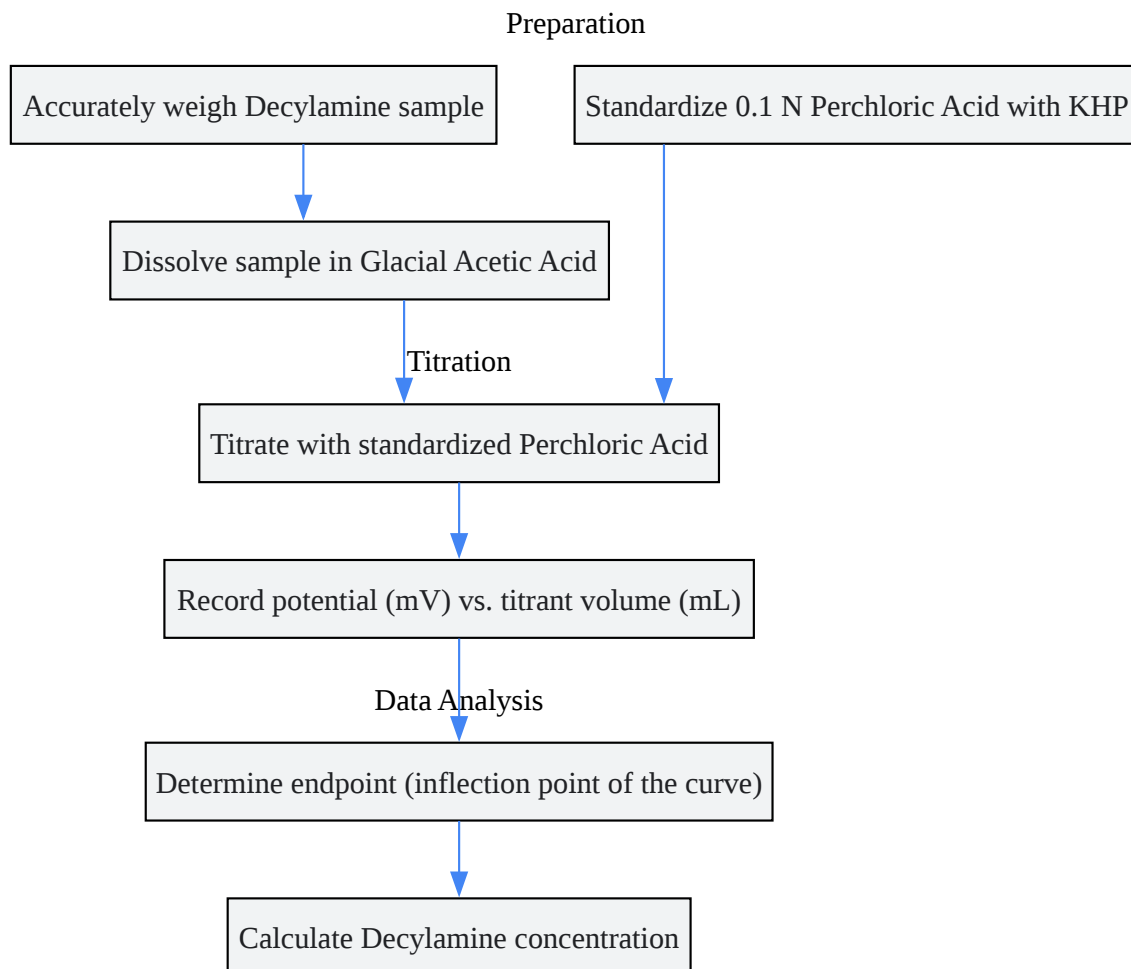 Preparation
Accurately weigh Decylamine sample
Standardize 0.1 N Perchloric Acid with KHP
Dissolve sample in Glacial Acetic Acid
Titration
Titrate with standardized Perchloric Acid
Record potential (mV) vs. titrant volume (mL)
Data Analysis
Determine endpoint (inflection point of the curve)
Calculate Decylamine concentration